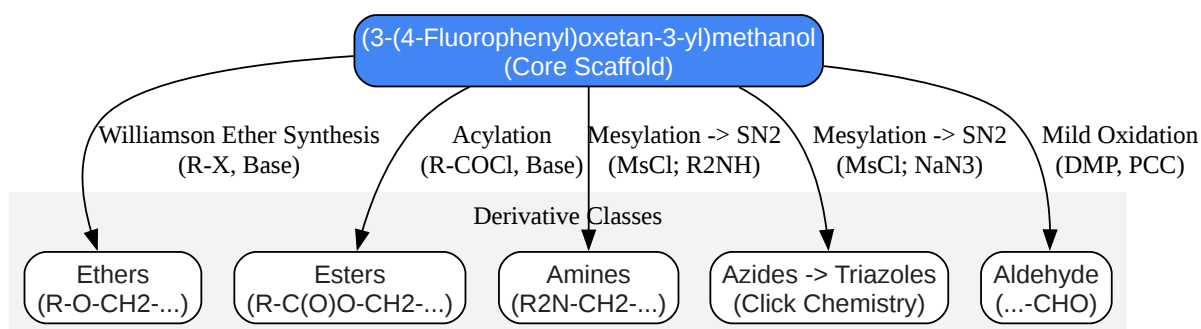 (3-(4-Fluorophenyl)oxetan-3-yl)methanol
(Core Scaffold)
Williamson Ether Synthesis
(R-X, Base)
Acylation
(R-COCl, Base)
Mesylation -> SN2
(MsCl; R2NH)
Mesylation -> SN2
(MsCl; NaN3)
Mild Oxidation
(DMP, PCC)
Derivative Classes
Ethers
(R-O-CH2-...)
Esters
(R-C(O)O-CH2-...)
Amines
(R2N-CH2-...)
Azides -> Triazoles
(Click Chemistry)
Aldehyde
(...-CHO)